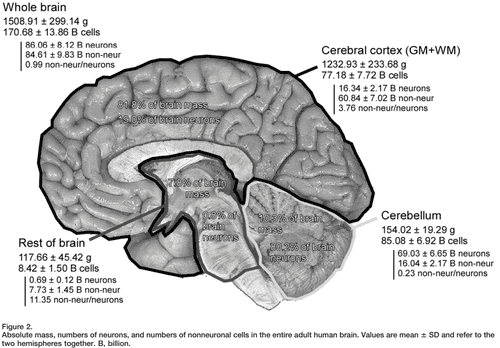 Whole brain
1508.91 ± 299.14 g
170.68 ± 13.86 B cells
86.06 ± 8.12 B neurons
84.61 ± 9.83 B non-neur
0.99 non-neur/neurons
Cerebral cortex (GM+WM)
1232.93 ± 233.68 g
77.18 ± 7.72 B cells
16.34 ± 2.17 B neurons
60.84 ± 7.02 B non-neur
3.76 non-neur/neurons
81.8% of brain mass
19.0% of brain neurons
7.8% of brain
mass
0.8% of
brain
neurons
10.3% of brain
mass
80.2% of brain
neurons
Rest of brain
117.66 ± 45.42 g
8.42 ± 1.50 B cells
0.69 ± 0.12 B neurons
7.73 ± 1.45 B non-neur
11.35 non-neur/neurons
Cerebellum
154.02 ± 19.29 g
85.08 ± 6.92 B cells
69.03 ± 6.65 B neurons
16.04 ± 2.17 B non-neur
0.23 non-neur/neurons
Figure 2.
Absolute mass, numbers of neurons, and numbers of nonneuronal cells in the entire adult human brain. Values are mean ± SD and refer to the
two hemispheres together. B, billion.